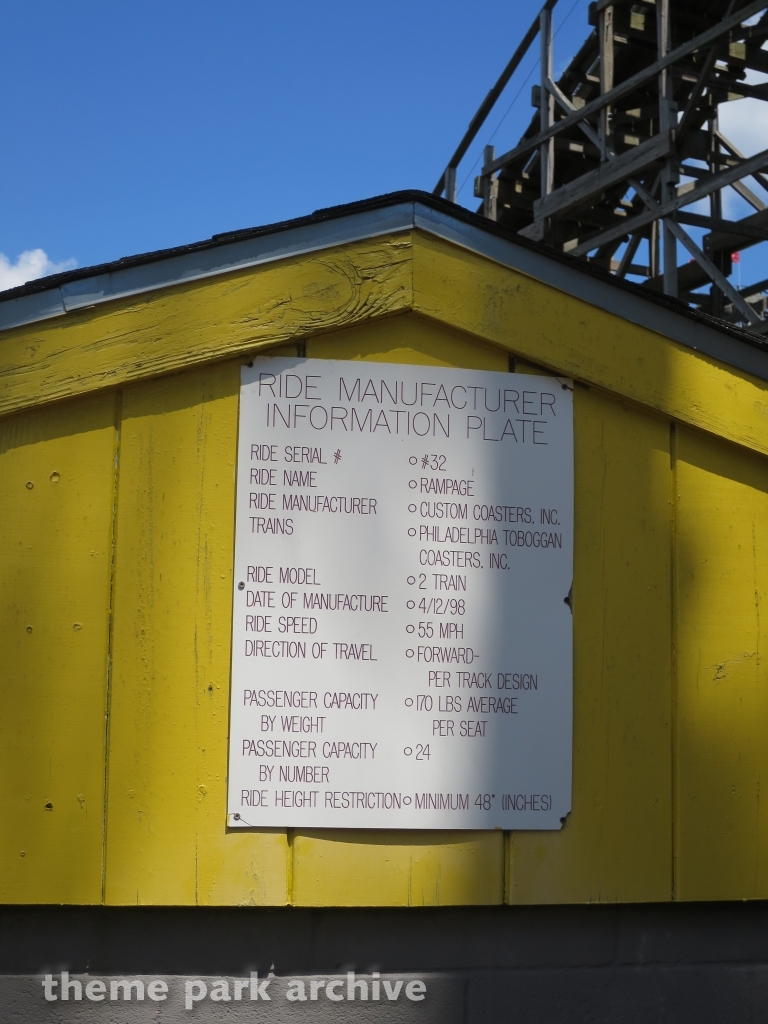 RIDE MANUFACTURER
INFORMATION PLATE
RIDE SERIAL # ○ #32
RIDE NAME ○ RAMPAGE
RIDE MANUFACTURER ○ CUSTOM COASTERS, INC.
TRAINS ○ PHILADELPHIA TOBOGGAN
COASTERS, INC.
RIDE MODEL ○ 2 TRAIN
DATE OF MANUFACTURE ○ 4/12/98
RIDE SPEED ○ 55 MPH
DIRECTION OF TRAVEL ○ FORWARD-
PER TRACK DESIGN
PASSENGER CAPACITY ○ 170 LBS AVERAGE
BY WEIGHT PER SEAT
PASSENGER CAPACITY ○ 24
BY NUMBER
RIDE HEIGHT RESTRICTION ○ MINIMUM 48" (INCHES)
theme park archive